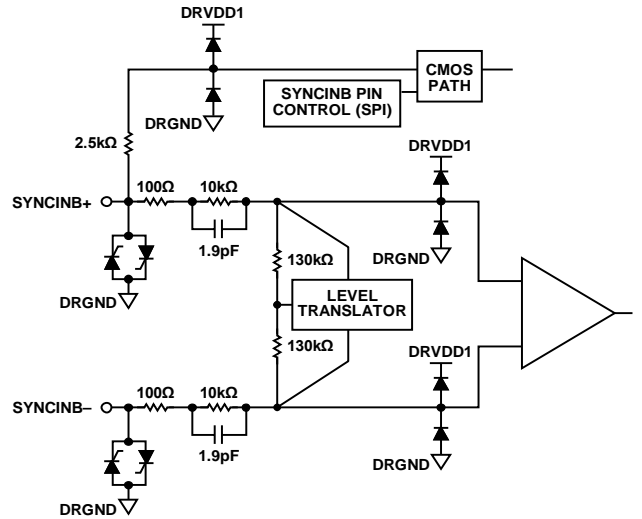 DRVDD1
CMOS
PATH
SYNCINB PIN
CONTROL (SPI)
DRGND
2.5kΩ
DRVDD1
SYNCINB+
100Ω
10kΩ
1.9pF
DRGND
130kΩ
DRGND
LEVEL
TRANSLATOR
130kΩ
DRVDD1
SYNCINB–
100Ω
10kΩ
1.9pF
DRGND
DRGND